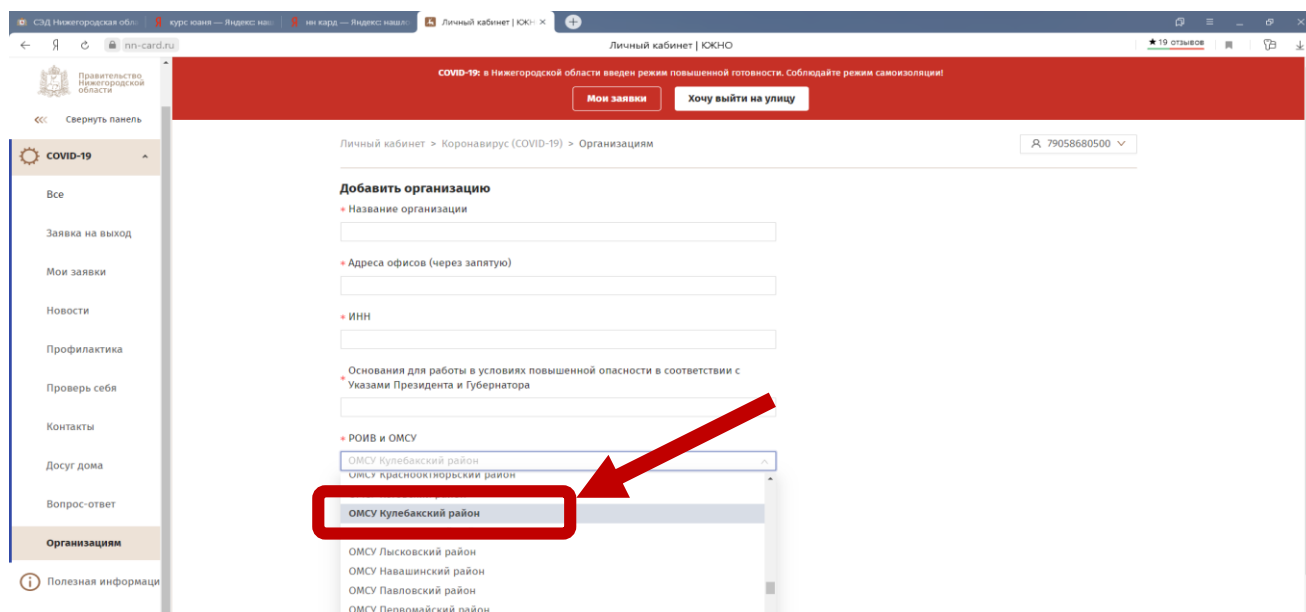 СЭД Нижегородская обл
курс юаня — Яндекс: наш
нн кард — Яндекс: нашло
Личный кабинет | ЮЖН
nn-card.ru
Личный кабинет | ЮЖНО
19 отзывов
Правительство
Нижегородской
области
Свернуть панель
COVID-19
Все
Заявка на выход
Мои заявки
Новости
Профилактика
Проверь себя
Контакты
Досуг дома
Вопрос-ответ
Организациям
Полезная информаци
COVID-19: в Нижегородской области введен режим повышенной готовности. Соблюдайте режим самоизоляции!
Мои заявки
Хочу выйти на улицу
Личный кабинет > Коронавирус (COVID-19) > Организациям
79058680500
Добавить организацию
* Название организации
* Адреса офисов (через запятую)
* ИНН
* Основания для работы в условиях повышенной опасности в соответствии с
Указами Президента и Губернатора
* РОИВ и ОМСУ
ОМСУ Кулебакский район
ОМСУ Краснооктябрьский район
ОМСУ Кулебакский район
ОМСУ Лысковский район
ОМСУ Навашинский район
ОМСУ Павловский район
ОМСУ Первомайский район